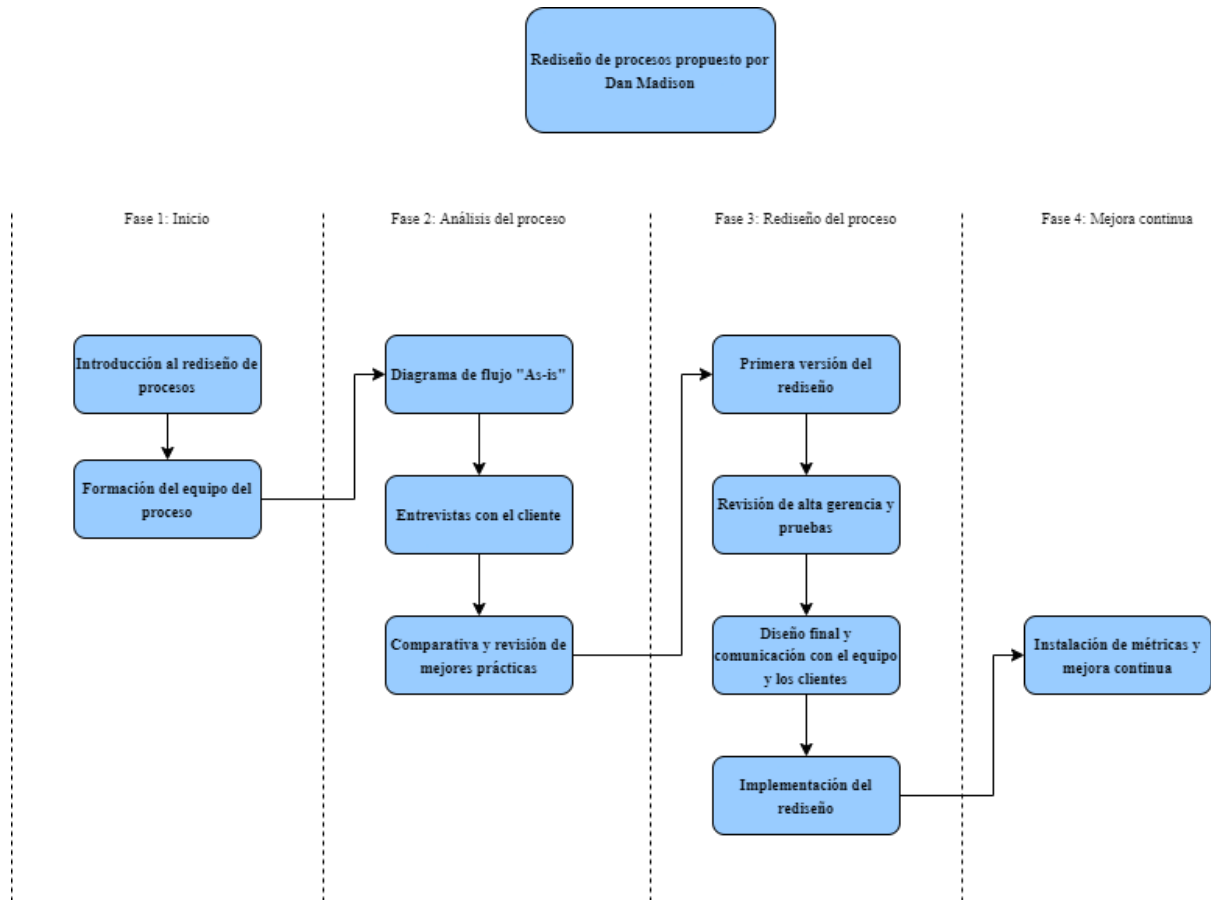 Rediseño de procesos propuesto por
Dan Madison
Fase 1: Inicio
Fase 2: Análisis del proceso
Fase 3: Rediseño del proceso
Fase 4: Mejora continua
Introducción al rediseño de
procesos
Formación del equipo del
proceso
Diagrama de flujo "As-is"
Entrevistas con el cliente
Comparativa y revisión de
mejores prácticas
Primera versión del
rediseño
Revisión de alta gerencia y
pruebas
Diseño final y
comunicación con el equipo
y los clientes
Implementación del
rediseño
Instalación de métricas y
mejora continua